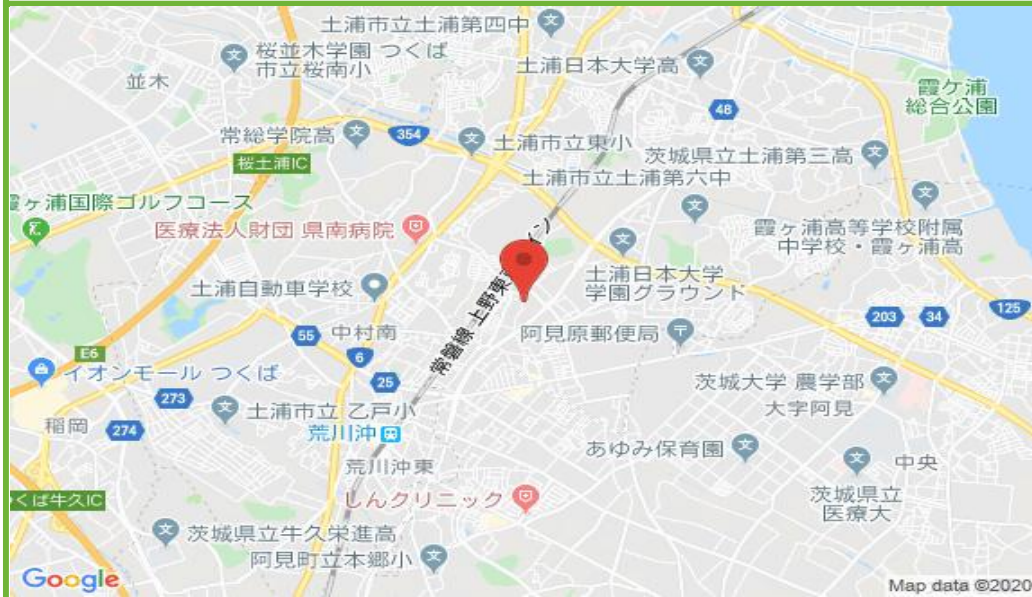 土浦市立土浦第四中
桜並木学園 つくば
市立桜南小
土浦日本大学高
並木
霞ケ浦
総合公園
48
常総学院高
354
土浦市立東小
茨城県立土浦第三高
桜土浦IC
土浦市立土浦第六中
霞ヶ浦国際ゴルフコース
医療法人財団 県南病院
霞ヶ浦高等学校附属
中学校・霞ヶ浦高
土浦自動車学校
土浦日本大学
学園グラウンド
常磐線 上野東
イン
125
203
34
55
中村南
阿見原郵便局
6
E6
イオンモール つくば
25
茨城大学 農学部
273
大字阿見
土浦市立 乙戸小
稲岡
274
荒川沖
あゆみ保育園
中央
荒川沖東
つくば牛久IC
しんクリニック
茨城県立
医療大
茨城県立牛久栄進高
阿見町立本郷小
Google
Map data ©2020